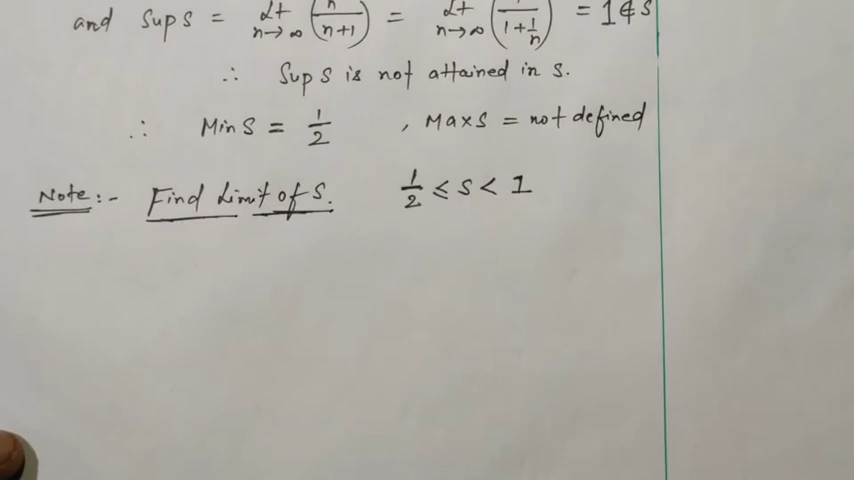 and Sup S = Lt n→∞ (n/(n+1)) = Lt n→∞ (1/(1+1/n)) = 1 ∉ S
∴ Sup S is not attained in S.
∴ Min S = 1/2 , Max S = not defined
Note:- Find Limit of S. 1/2 ≤ S < 1